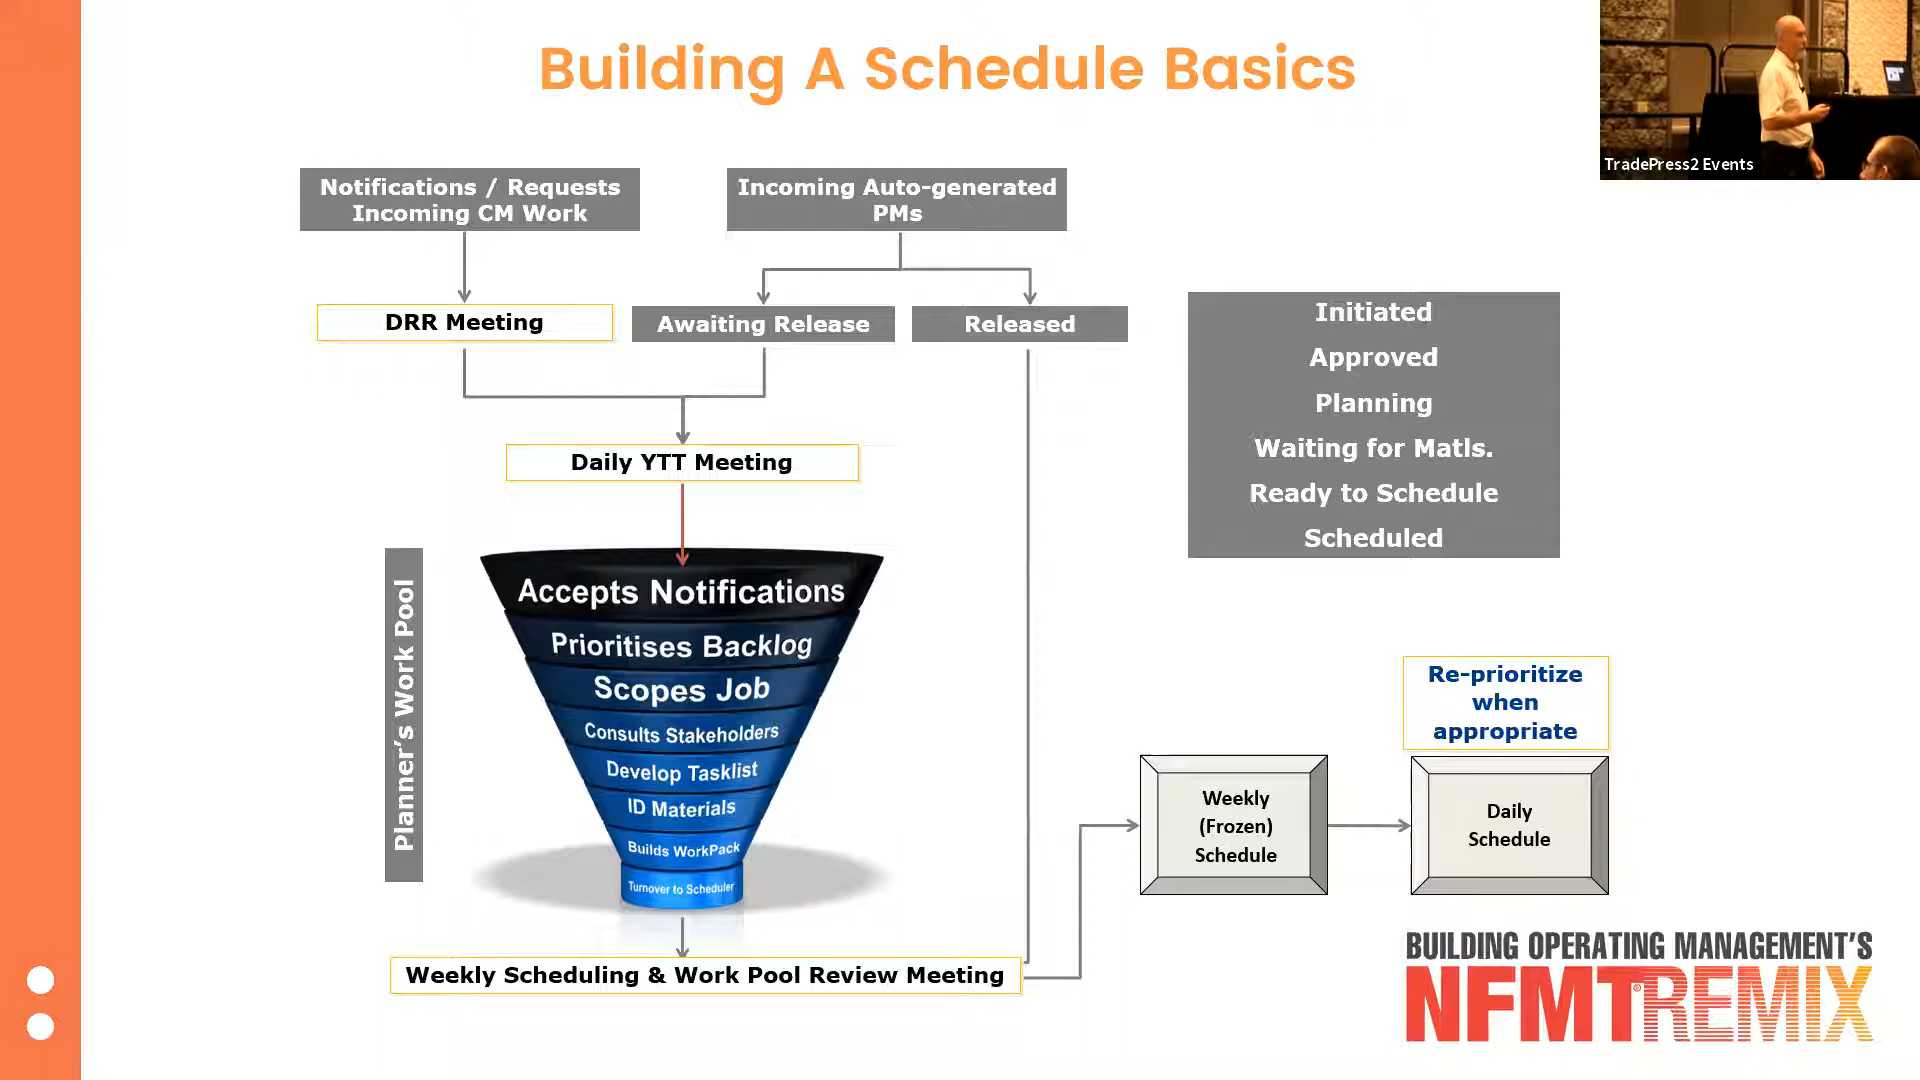 Building A Schedule Basics
TradePress2 Events
Notifications / Requests
Incoming CM Work
Incoming Auto-generated
PMs
DRR Meeting
Awaiting Release
Released
Initiated
Approved
Planning
Waiting for Matls.
Ready to Schedule
Scheduled
Daily YTT Meeting
Planner's Work Pool
Accepts Notifications
Prioritises Backlog
Scopes Job
Consults Stakeholders
Develop Tasklist
ID Materials
Builds WorkPack
Turnover to Scheduler
Weekly Scheduling & Work Pool Review Meeting
Weekly
(Frozen)
Schedule
Re-prioritize
when
appropriate
Daily
Schedule
BUILDING OPERATING MANAGEMENT'S
NFMT®REMIX